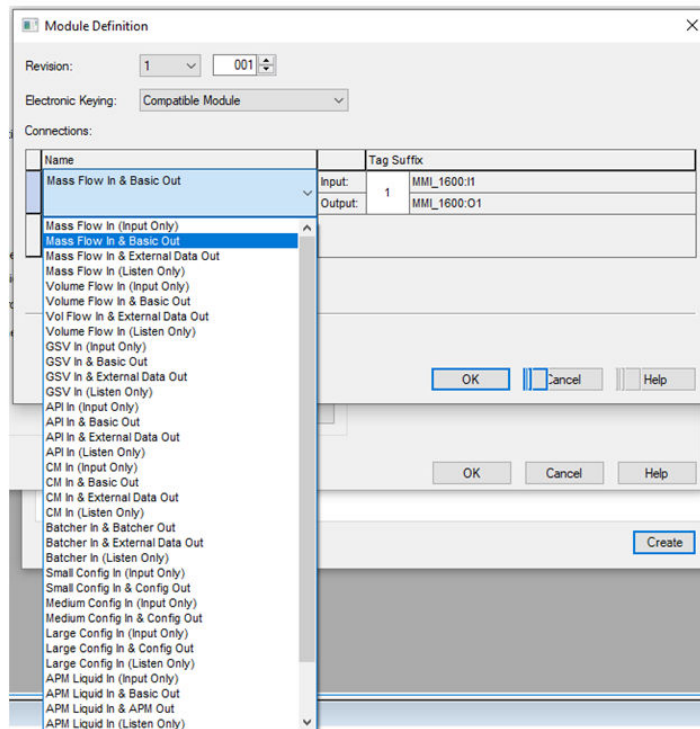 Module Definition
Revision: 1 001
Electronic Keying: Compatible Module
Connections:
Name Tag Suffix
Mass Flow In & Basic Out Input: 1 MMI_1600:I1
Output: MMI_1600:O1
Mass Flow In (Input Only)
Mass Flow In & Basic Out
Mass Flow In & External Data Out
Mass Flow In (Listen Only)
Volume Flow In (Input Only)
Volume Flow In & Basic Out
Vol Flow In & External Data Out
Volume Flow In (Listen Only)
GSV In (Input Only)
GSV In & Basic Out
GSV In & External Data Out
GSV In (Listen Only)
API In (Input Only)
API In & Basic Out
API In & External Data Out
API In (Listen Only)
CM In (Input Only)
CM In & Basic Out
CM In & External Data Out
CM In (Listen Only)
Batcher In & Batcher Out
Batcher In & External Data Out
Batcher In (Listen Only)
Small Config In (Input Only)
Small Config In & Config Out
Medium Config In (Input Only)
Medium Config In & Config Out
Large Config In (Input Only)
Large Config In & Config Out
Large Config In (Listen Only)
APM Liquid In (Input Only)
APM Liquid In & Basic Out
APM Liquid In & APM Out
APM Liquid In (Listen Only)
OK Cancel Help
OK Cancel Help
Create